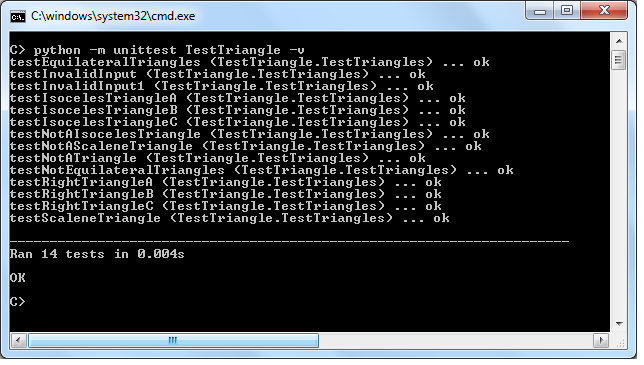 C:\windows\system32\cmd.exe
C> python -m unittest TestTriangle -v
testEquilateralTriangles (TestTriangle.TestTriangles) ... ok
testInvalidInput (TestTriangle.TestTriangles) ... ok
testInvalidInput1 (TestTriangle.TestTriangles) ... ok
testIsocelesTriangleA (TestTriangle.TestTriangles) ... ok
testIsocelesTriangleB (TestTriangle.TestTriangles) ... ok
testIsocelesTriangleC (TestTriangle.TestTriangles) ... ok
testNotAIsocelesTriangle (TestTriangle.TestTriangles) ... ok
testNotAScaleneTriangle (TestTriangle.TestTriangles) ... ok
testNotATriangle (TestTriangle.TestTriangles) ... ok
testNotEquilateralTriangles (TestTriangle.TestTriangles) ... ok
testRightTriangleA (TestTriangle.TestTriangles) ... ok
testRightTriangleB (TestTriangle.TestTriangles) ... ok
testRightTriangleC (TestTriangle.TestTriangles) ... ok
testScaleneTriangle (TestTriangle.TestTriangles) ... ok
----------------------------------------------------------------------
Ran 14 tests in 0.004s
OK
C>